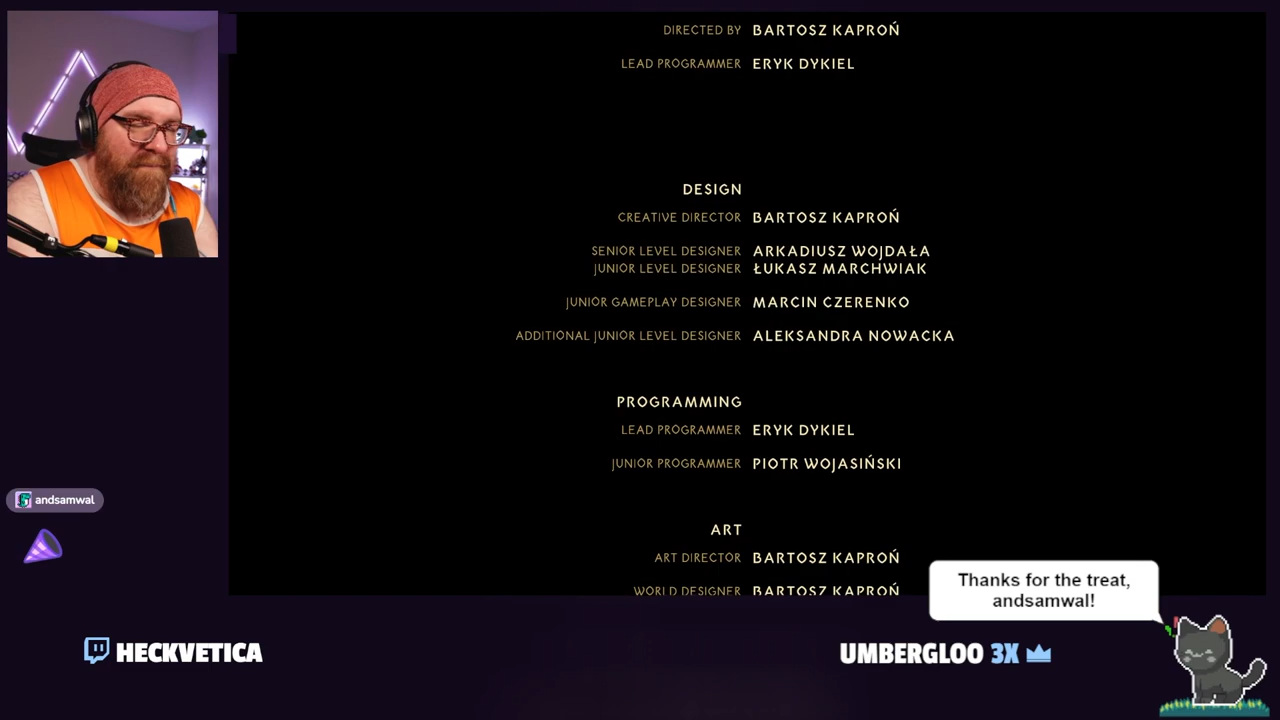 DIRECTED BY BARTOSZ KAPROŃ
LEAD PROGRAMMER ERYK DYKIEL
DESIGN
CREATIVE DIRECTOR BARTOSZ KAPROŃ
SENIOR LEVEL DESIGNER ARKADIUSZ WOJDAŁA
JUNIOR LEVEL DESIGNER ŁUKASZ MARCHWIAK
JUNIOR GAMEPLAY DESIGNER MARCIN CZERENKO
ADDITIONAL JUNIOR LEVEL DESIGNER ALEKSANDRA NOWACKA
PROGRAMMING
LEAD PROGRAMMER ERYK DYKIEL
JUNIOR PROGRAMMER PIOTR WOJASIŃSKI
ART
ART DIRECTOR BARTOSZ KAPROŃ
WORLD DESIGNER BARTOSZ KAPROŃ
andsamwal
Thanks for the treat,
andsamwal!
HECKVETICA
UMBERGLOO 3X